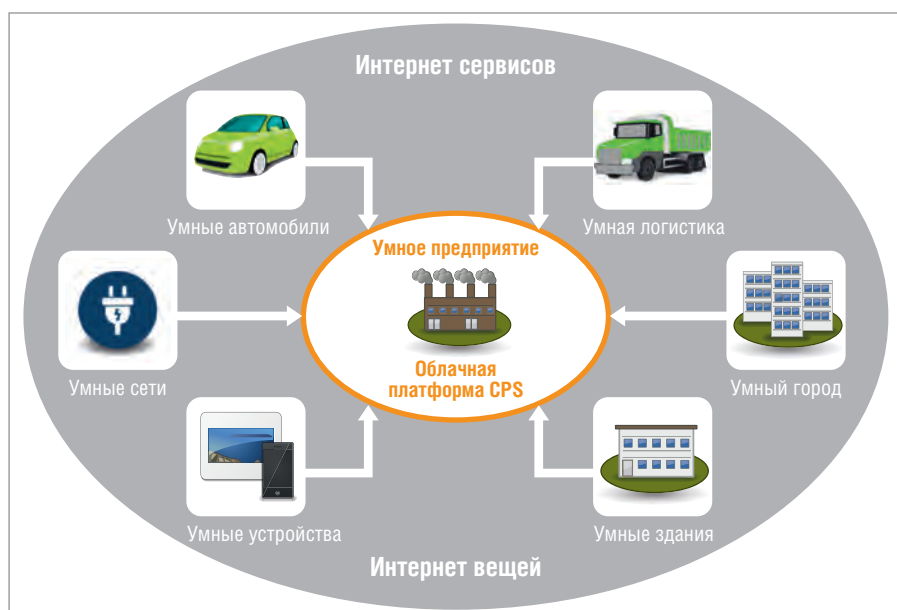 Интернет сервисов
Умные автомобили
Умная логистика
Умное предприятие
Облачная
платформа CPS
Умные сети
Умный город
Умные устройства
Умные здания
Интернет вещей